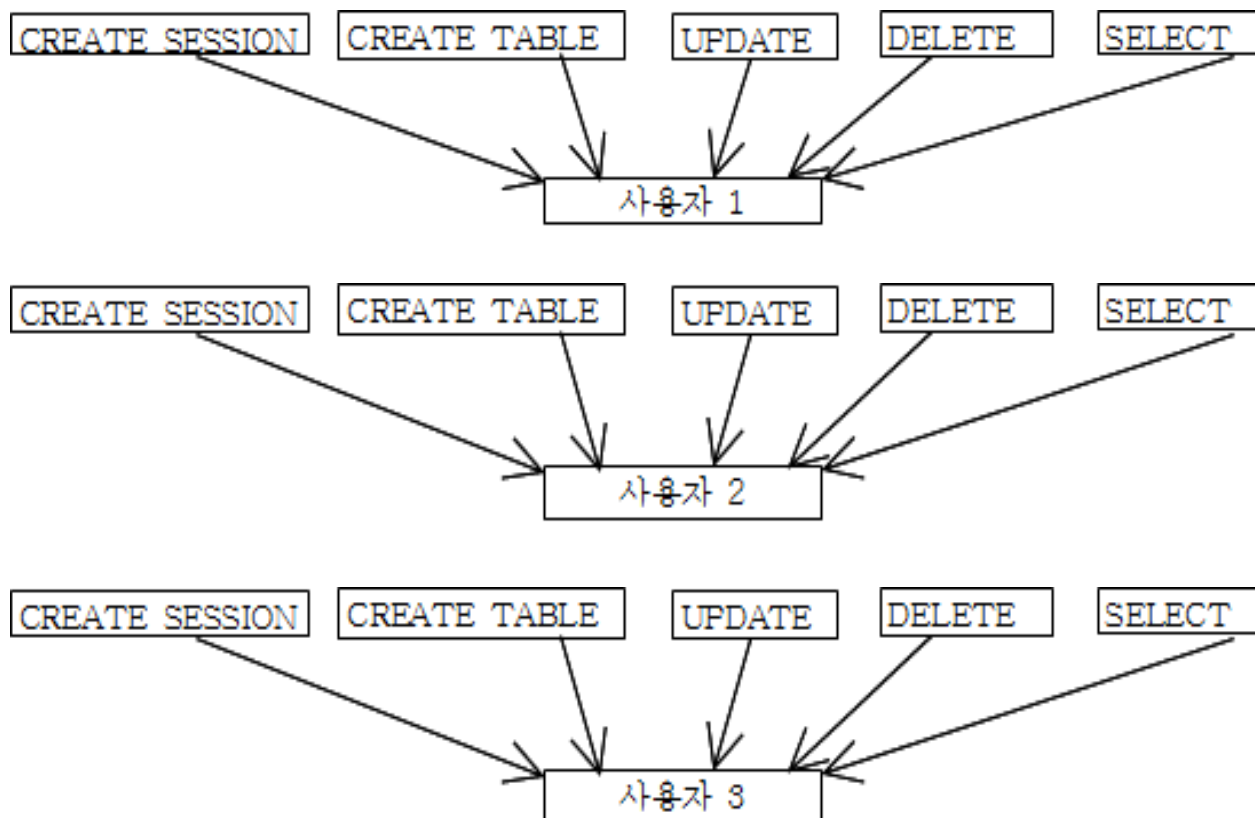 CREATE SESSION CREATE TABLE UPDATE DELETE SELECT
사용자 1
CREATE SESSION CREATE TABLE UPDATE DELETE SELECT
사용자 2
CREATE SESSION CREATE TABLE UPDATE DELETE SELECT
사용자 3